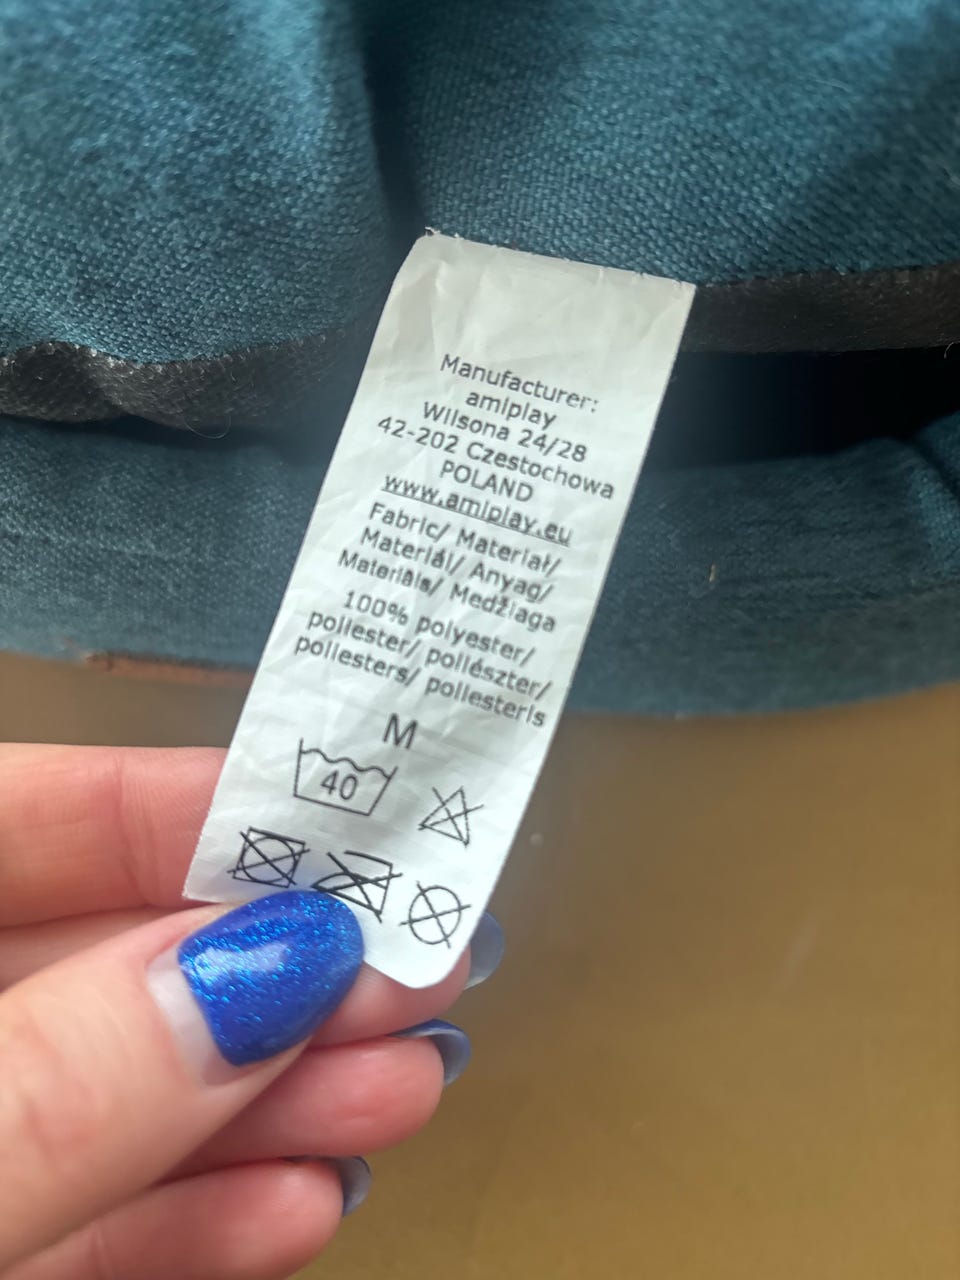 Manufacturer:
amiplay
Wilsona 24/28
42-202 Czestochowa
POLAND
www.amiplay.eu
Fabric/ Materiał/
Materiál/ Anyag/
Materiāls/ Medžiaga
100% polyester/
poliester/ poliészter/
poliesters/ poliesteris
M
40